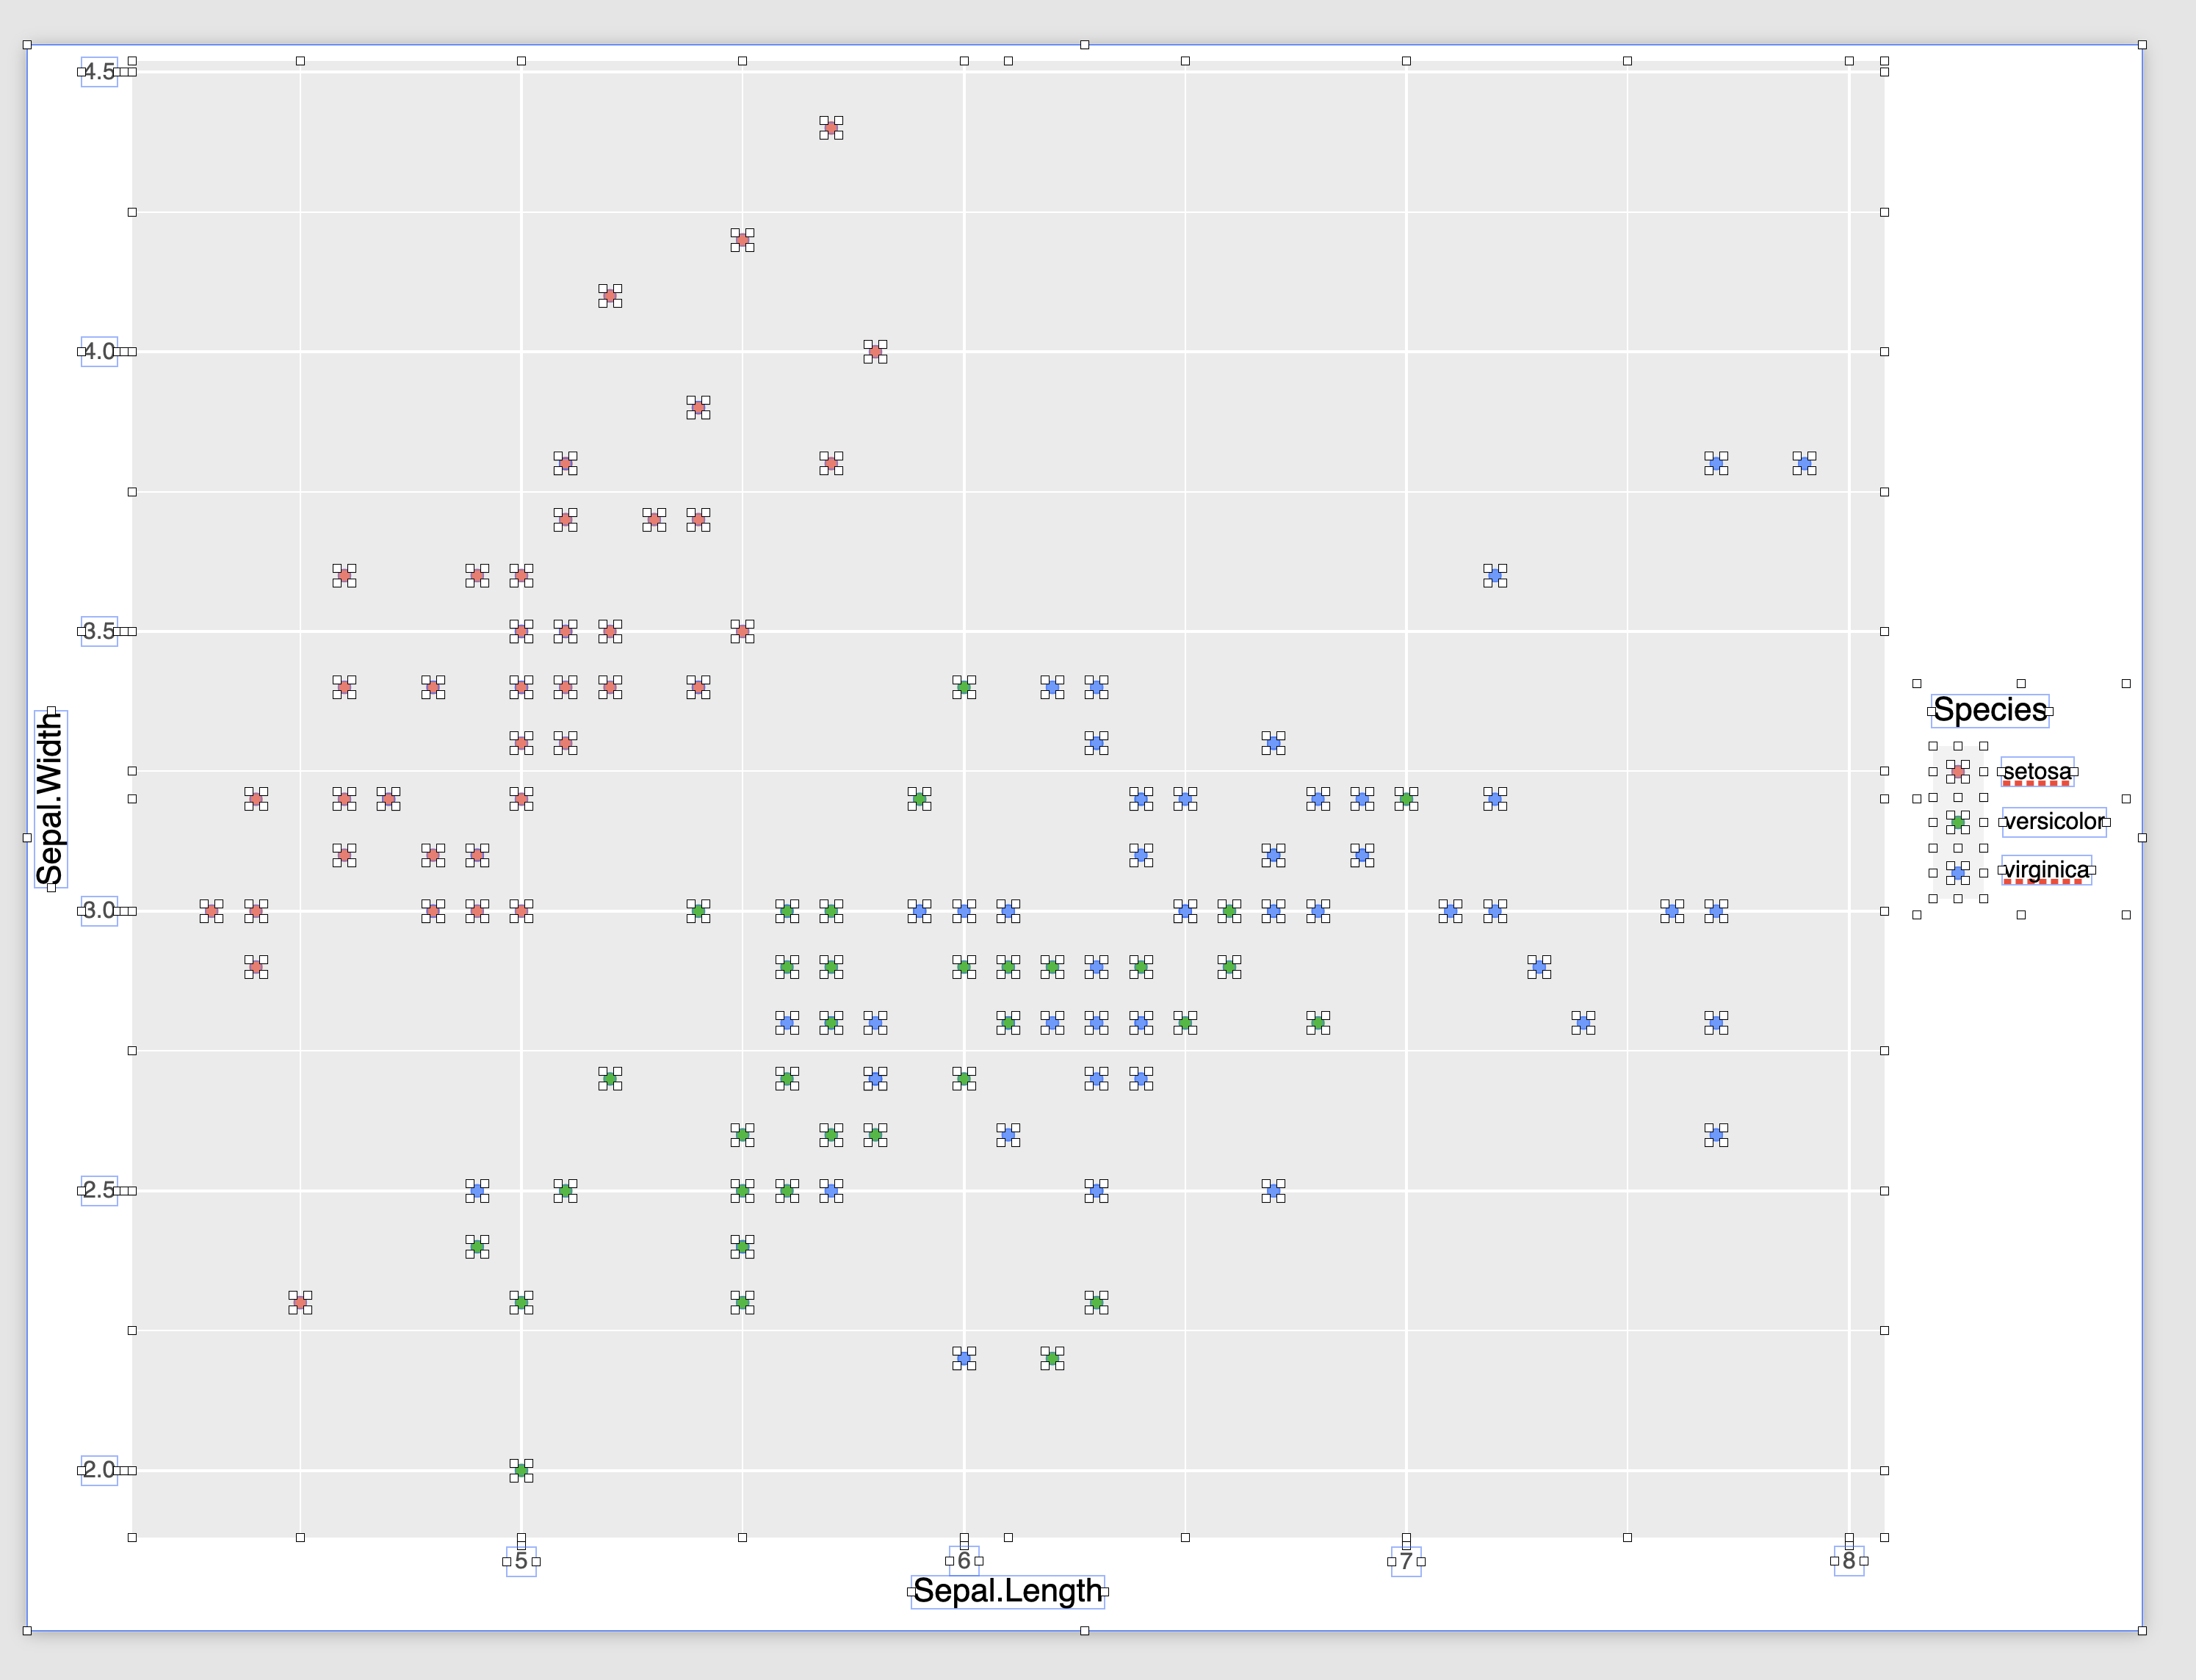 4.5
4.0
3.5
3.0
2.5
2.0
Sepal.Width
5 6 7 8
Sepal.Length
Species
setosa
versicolor
virginica